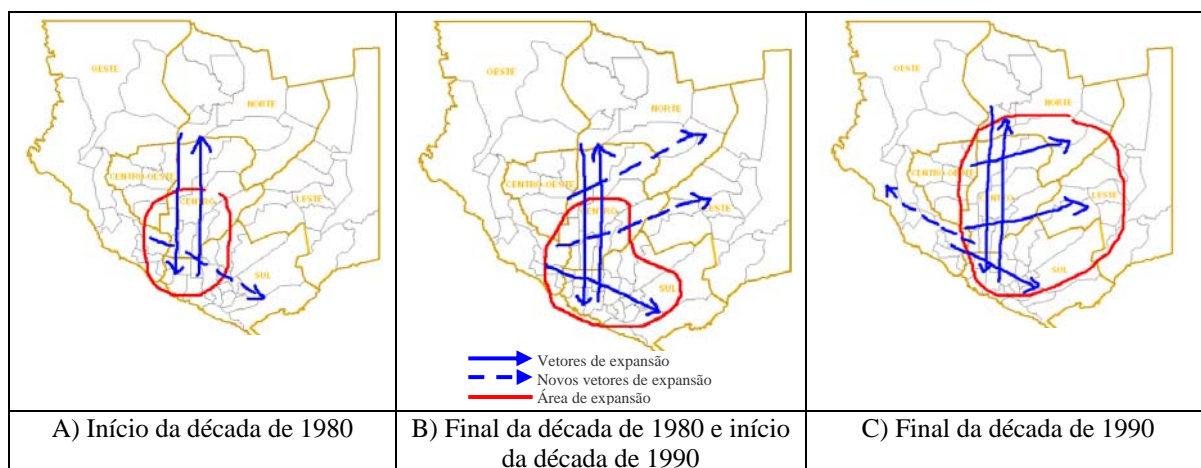 OESTE
NORTE
CENTRO-OESTE
CENTRO
LESTE
SUL
OESTE
NORTE
CENTRO-OESTE
CENTRO
LESTE
SUL
Vetores de expansão
Novos vetores de expansão
Área de expansão
OESTE
NORTE
CENTRO-OESTE
CENTRO
LESTE
SUL
A) Início da década de 1980
B) Final da década de 1980 e início
da década de 1990
C) Final da década de 1990